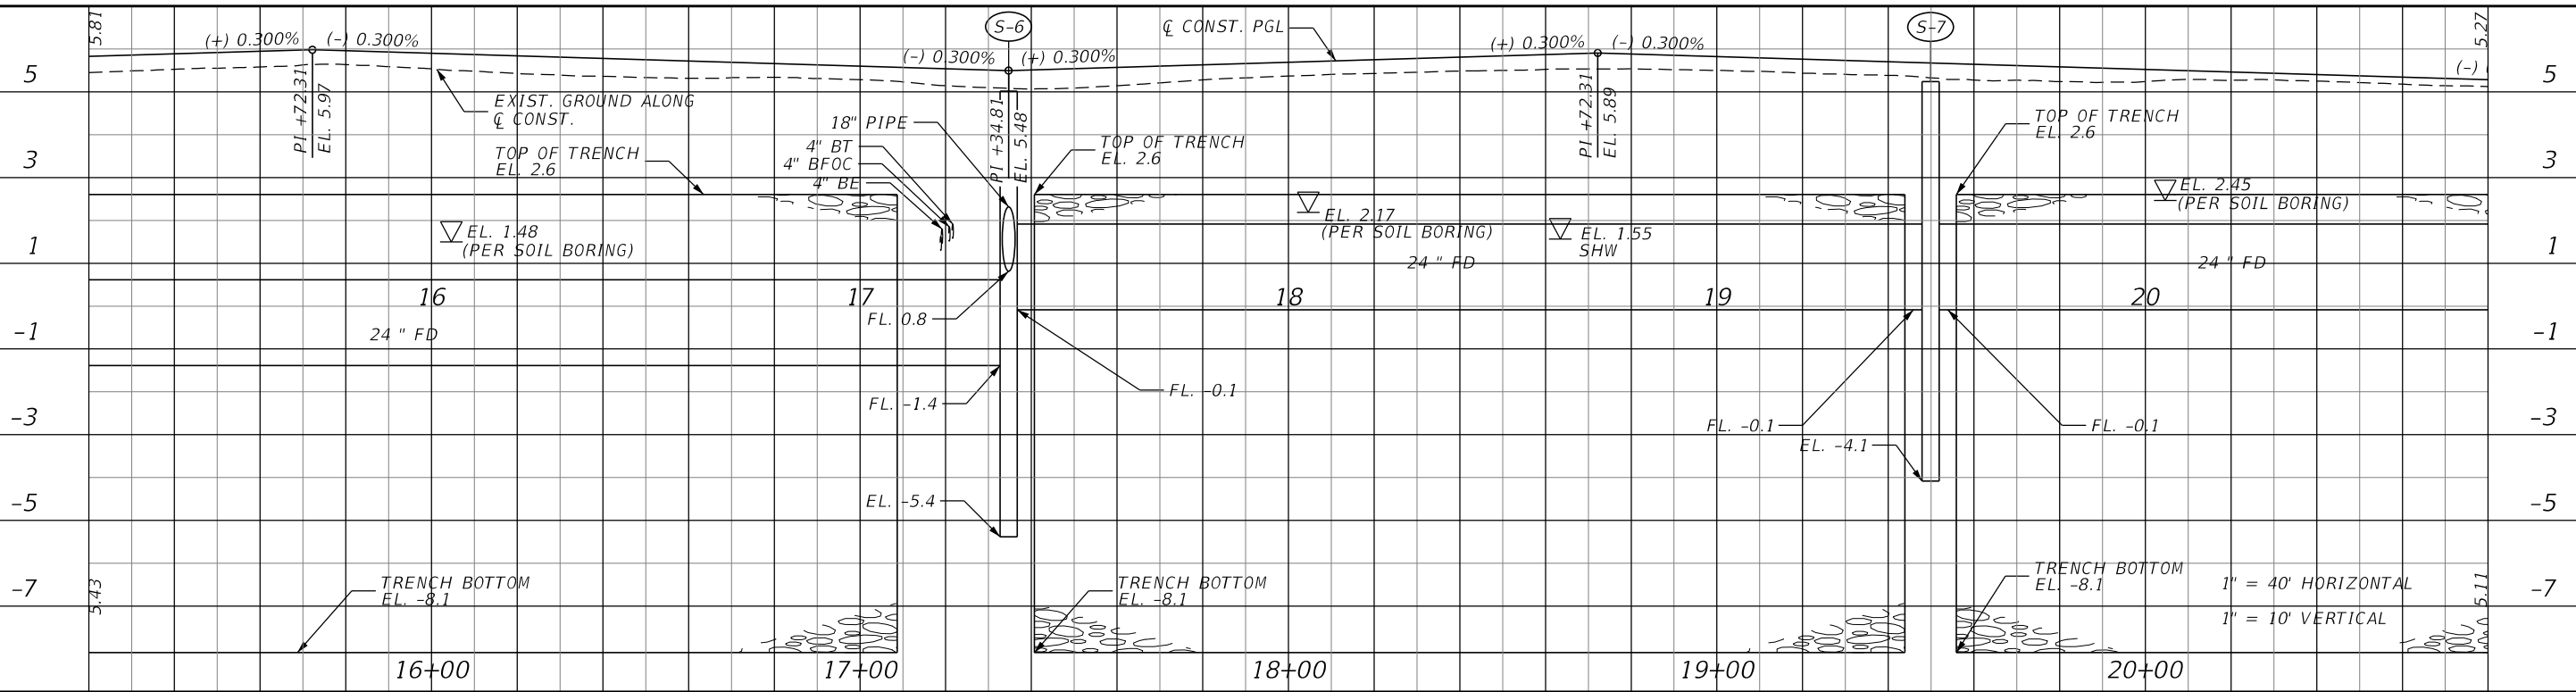 5.81
(+) 0.300%
(–) 0.300%
S–6
℄ CONST. PGL
S–7
5.27
(–) 0.300%
(+) 0.300%
(+) 0.300%
(–) 0.300%
(–)
5
5
PI +72.31
EL. 5.97
EXIST. GROUND ALONG
℄ CONST.
PI +34.81
EL. 5.48
PI +72.31
EL. 5.89
18" PIPE
4" BT
4" BFOC
4" BE
TOP OF TRENCH
EL. 2.6
TOP OF TRENCH
EL. 2.6
TOP OF TRENCH
EL. 2.6
3
3
EL. 1.48
(PER SOIL BORING)
EL. 2.17
(PER SOIL BORING)
EL. 1.55
SHW
EL. 2.45
(PER SOIL BORING)
1
1
24 " FD
24 " FD
16
17
18
19
20
FL. 0.8
24 " FD
–1
–1
FL. –1.4
FL. –0.1
FL. –0.1
FL. –0.1
–3
–3
EL. –4.1
EL. –5.4
–5
–5
5.43
TRENCH BOTTOM
EL. –8.1
TRENCH BOTTOM
EL. –8.1
TRENCH BOTTOM
EL. –8.1
1" = 40' HORIZONTAL
1" = 10' VERTICAL
5.11
–7
–7
16+00
17+00
18+00
19+00
20+00